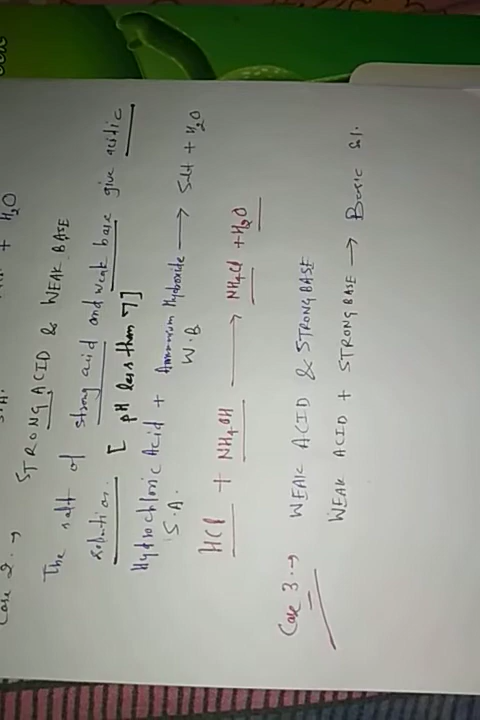 + H₂O
Case 2. → STRONG ACID & WEAK BASE
The salt of strong acid and weak base give acidic
solution. [ pH less than 7]
Hydrochloric Acid + Ammonium Hydroxide → Salt + H₂O
S.A. W.B
HCl + NH₄OH → NH₄Cl + H₂O
Case 3. → WEAK ACID & STRONG BASE
WEAK ACID + STRONG BASE → Basic Sol.